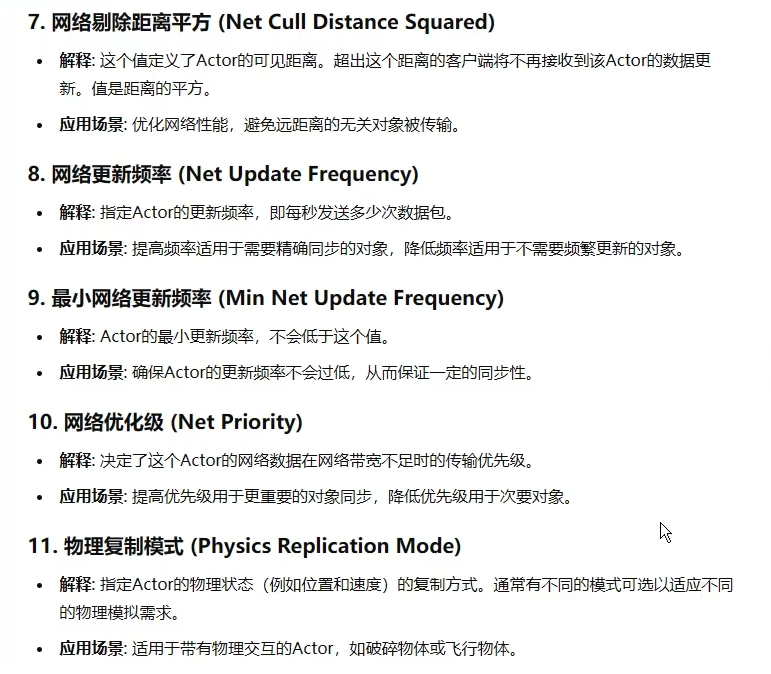 7. 网络剔除距离平方 (Net Cull Distance Squared)
• 解释: 这个值定义了Actor的可见距离。超出这个距离的客户端将不再接收到该Actor的数据更
新。值是距离的平方。
• 应用场景: 优化网络性能，避免远距离的无关对象被传输。
8. 网络更新频率 (Net Update Frequency)
• 解释: 指定Actor的更新频率，即每秒发送多少次数据包。
• 应用场景: 提高频率适用于需要精确同步的对象，降低频率适用于不需要频繁更新的对象。
9. 最小网络更新频率 (Min Net Update Frequency)
• 解释: Actor的最小更新频率，不会低于这个值。
• 应用场景: 确保Actor的更新频率不会过低，从而保证一定的同步性。
10. 网络优化级 (Net Priority)
• 解释: 决定了这个Actor的网络数据在网络带宽不足时的传输优先级。
• 应用场景: 提高优先级用于更重要的对象同步，降低优先级用于次要对象。
11. 物理复制模式 (Physics Replication Mode)
• 解释: 指定Actor的物理状态（例如位置和速度）的复制方式。通常有不同的模式可选以适应不同
的物理模拟需求。
• 应用场景: 适用于带有物理交互的Actor，如破碎物体或飞行物体。